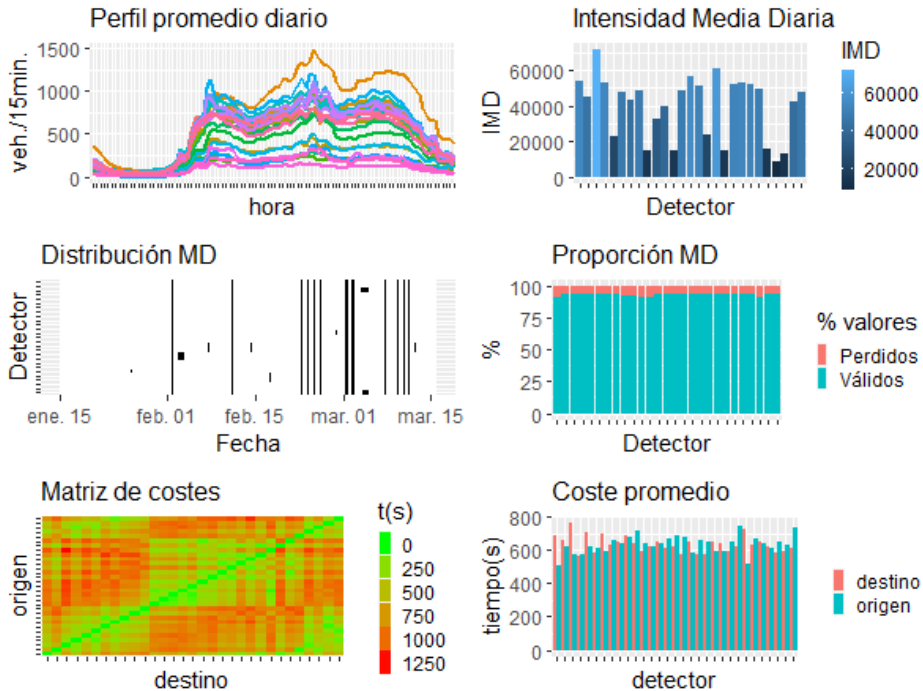 Perfil promedio diario
veh./15min.
1500
1000
500
0
hora
Intensidad Media Diaria
IMD
60000
40000
20000
0
Detector
IMD
60000
40000
20000
Distribución MD
Detector
ene. 15
feb. 01
feb. 15
mar. 01
mar. 15
Fecha
Proporción MD
%
100
75
50
25
0
Detector
% valores
Perdidos
Válidos
Matriz de costes
origen
destino
t(s)
0
250
500
750
1000
1250
Coste promedio
tiempo(s)
800
600
400
200
0
detector
destino
origen